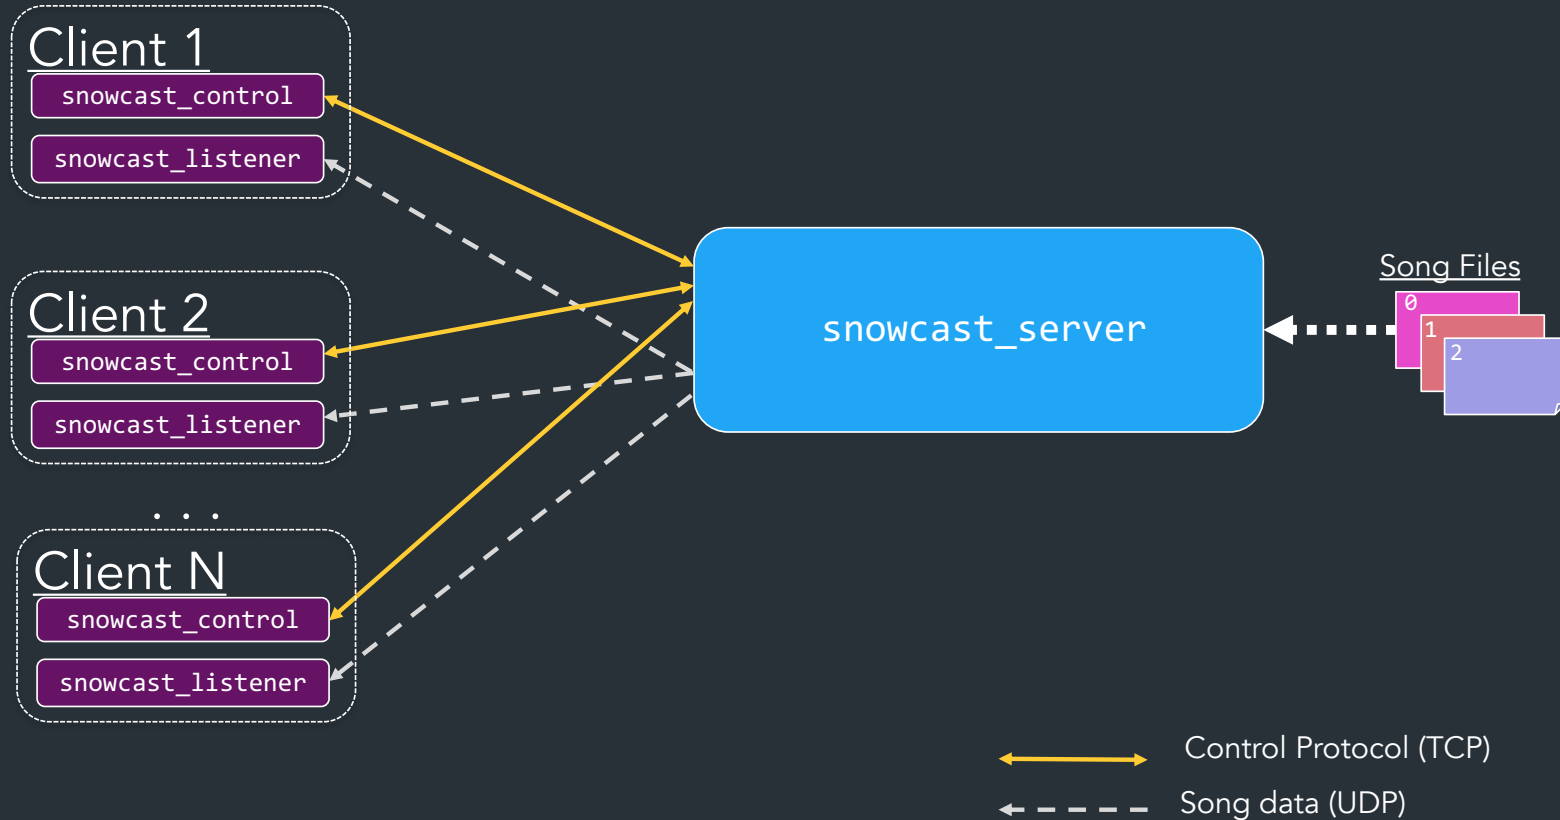 Client 1
snowcast_control
snowcast_listener
Client 2
snowcast_control
snowcast_listener
. . .
Client N
snowcast_control
snowcast_listener
snowcast_server
Song Files
0
1
2
Control Protocol (TCP)
Song data (UDP)